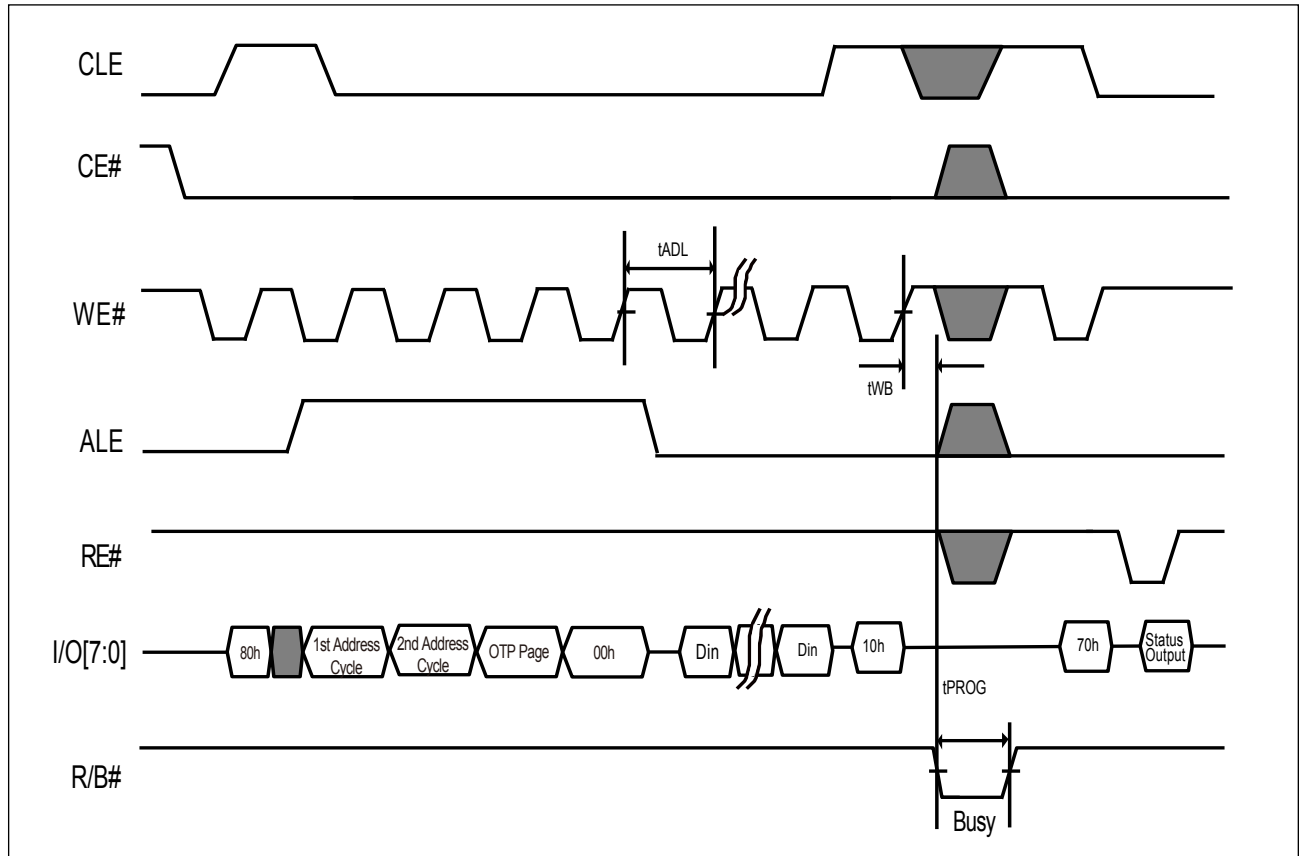 CLE
CE#
tADL
WE#
tWB
ALE
RE#
I/O[7:0]
80h
1st Address
Cycle
2nd Address
Cycle
OTP Page
00h
Din
Din
10h
70h
Status
Output
tPROG
R/B#
Busy